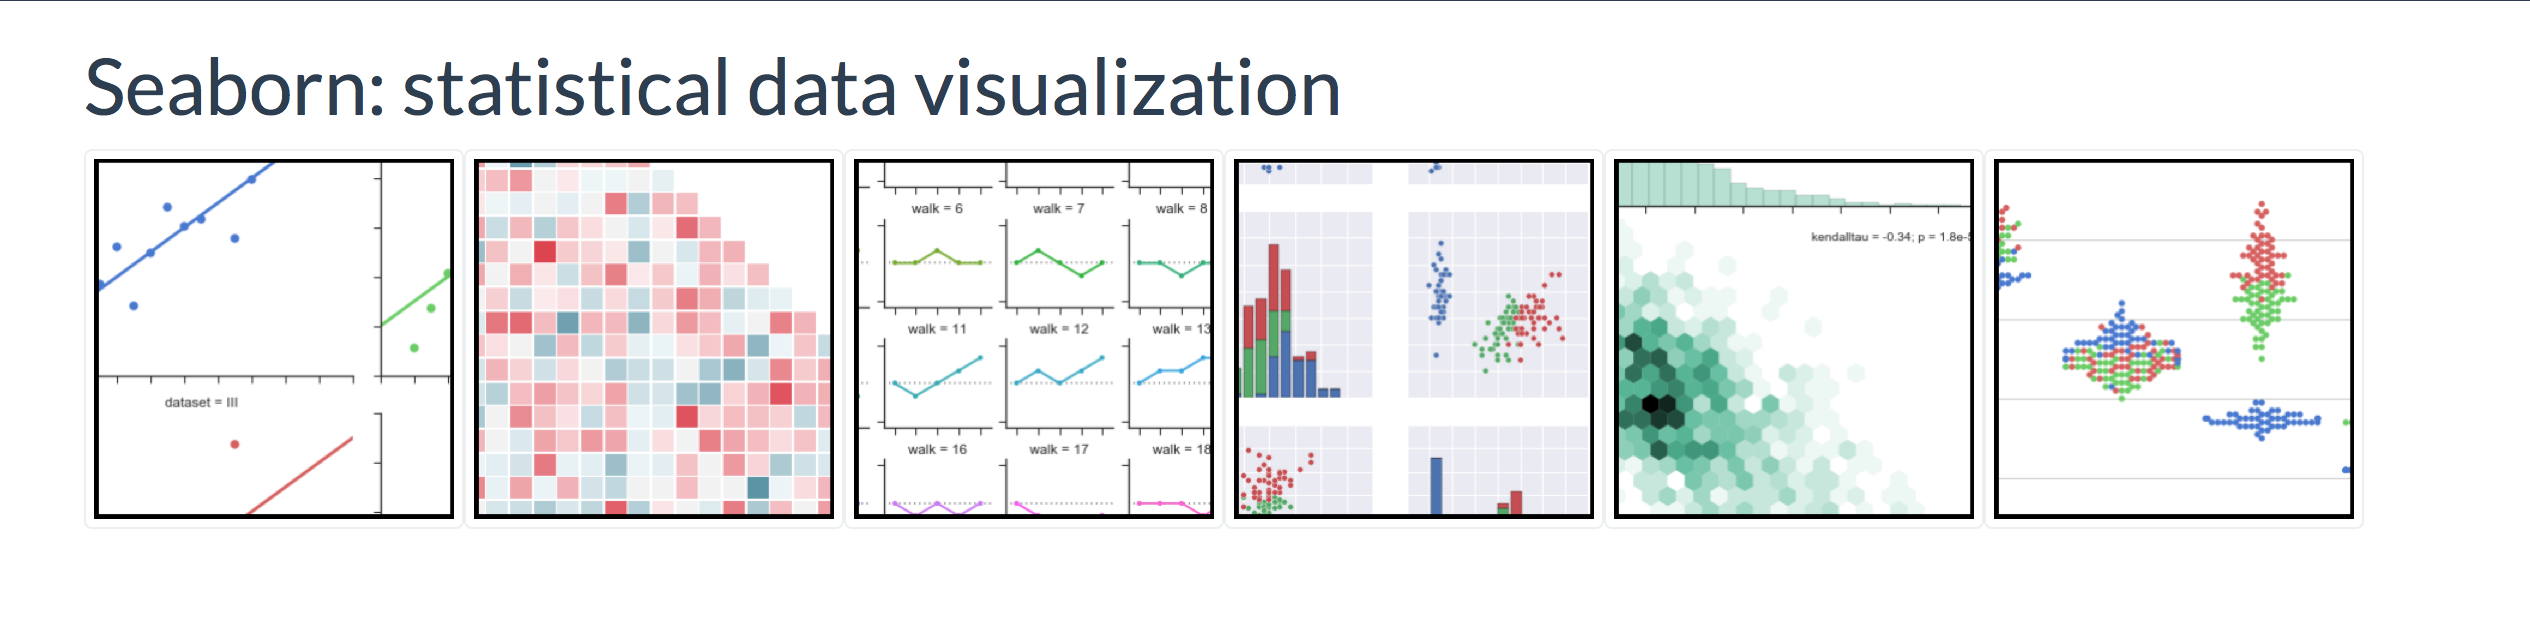 Seaborn: statistical data visualization
dataset = III
walk = 6
walk = 7
walk = 8
walk = 11
walk = 12
walk = 13
walk = 16
walk = 17
walk = 18
kendalltau = -0.34; p = 1.8e-